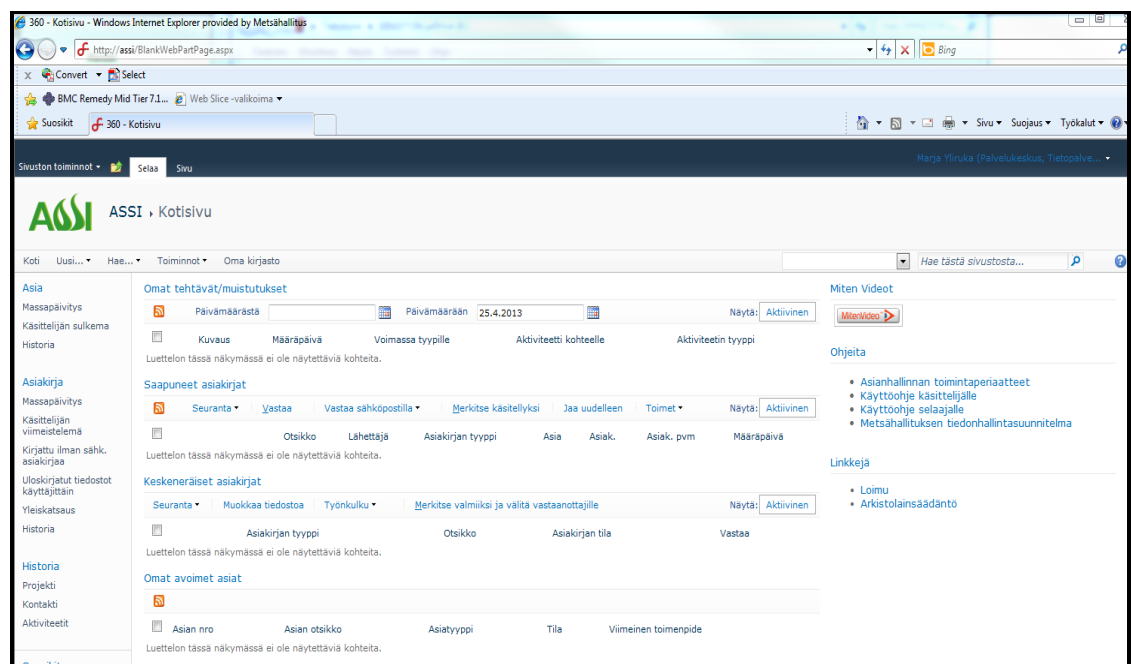 360 - Kotisivu - Windows Internet Explorer provided by Metsähallitus
http://assi/BlankWebPartPage.aspx
Bing
x Convert Select
BMC Remedy Mid Tier 7.1... Web Slice -valikoima
Suosikit 360 - Kotisivu Sivu Suojaus Työkalut
Sivuston toiminnot Selaa Sivu Marja Yliruka (Palvelukeskus, Tietopalve...
ASSI ASSI Kotisivu
Koti Uusi... Hae... Toiminnot Oma kirjasto Hae tästä sivustosta...
Asia
Massapäivitys
Käsittelijän sulkema
Historia
Asiakirja
Massapäivitys
Käsittelijän
viimeistelemä
Kirjattu ilman sähk.
asiakirjaa
Uloskirjatut tiedostot
käyttäjittäin
Yleiskatsaus
Historia
Historia
Projekti
Kontakti
Aktiviteetit
Omat tehtävät/muistutukset
Päivämäärästä Päivämäärään 25.4.2013 Näytä: Aktiivinen
Kuvaus Määräpäivä Voimassa tyypille Aktiviteetti kohteelle Aktiviteetin tyyppi
Luettelon tässä näkymässä ei ole näytettäviä kohteita.
Saapuneet asiakirjat
Seuranta Vastaa Vastaa sähköpostilla Merkitse käsitellyksi Jaa uudelleen Toimet Näytä: Aktiivinen
Otsikko Lähettäjä Asiakirjan tyyppi Asia Asiak. Asiak. pvm Määräpäivä
Luettelon tässä näkymässä ei ole näytettäviä kohteita.
Keskeneräiset asiakirjat
Seuranta Muokkaa tiedostoa Työnkulku Merkitse valmiiksi ja välitä vastaanottajille Näytä: Aktiivinen
Asiakirjan tyyppi Otsikko Asiakirjan tila Vastaa
Luettelon tässä näkymässä ei ole näytettäviä kohteita.
Omat avoimet asiat
Asian nro Asian otsikko Asiatyyppi Tila Viimeinen toimenpide
Luettelon tässä näkymässä ei ole näytettäviä kohteita.
Miten Videot
MitenVideo
Ohjeita
Asianhallinnan toimintaperiaatteet
Käyttöohje käsittelijälle
Käyttöohje selaajalle
Metsähallituksen tiedonhallintasuunnitelma
Linkkejä
Loimu
Arkistolainsäädäntö